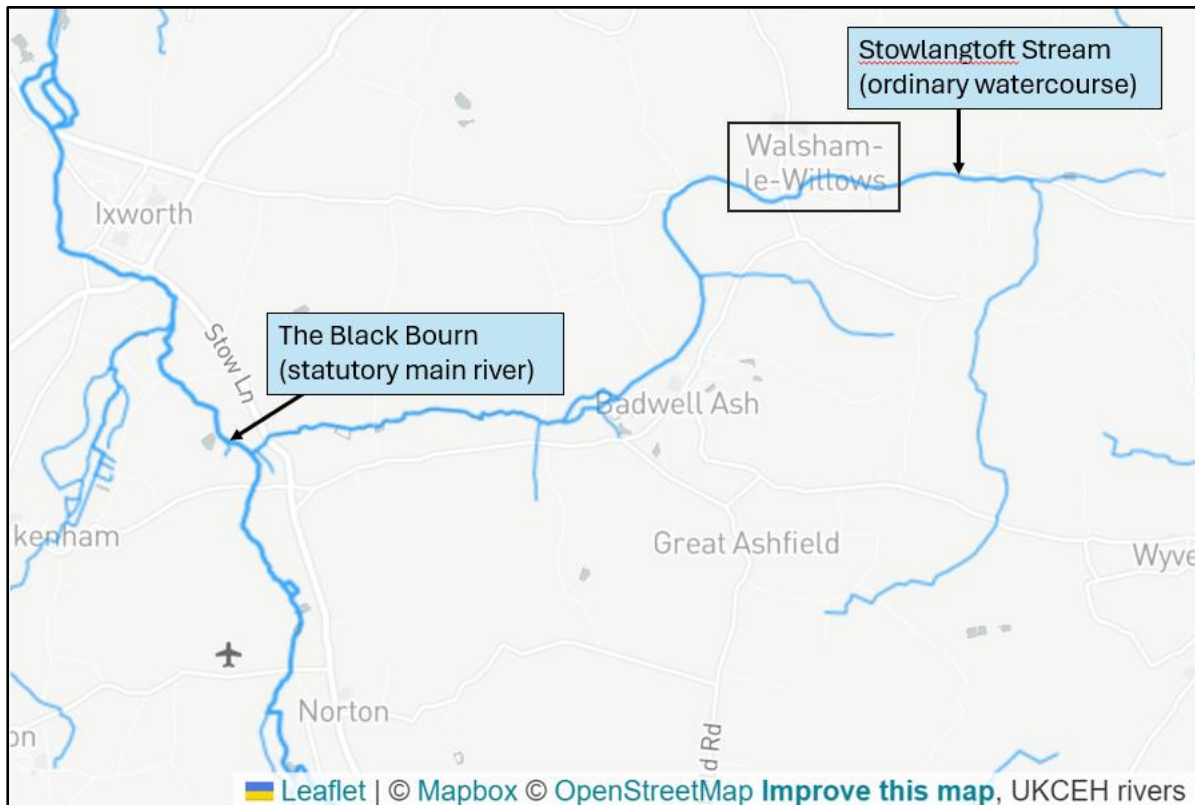 Stowlangtoft Stream
(ordinary watercourse)
Walsham-
le-Willows
Ixworth
The Black Bourn
(statutory main river)
Stow Ln
Badwell Ash
kenham
Great Ashfield
Wyve
Norton
on
d Rd
Leaflet | © Mapbox © OpenStreetMap Improve this map, UKCEH rivers